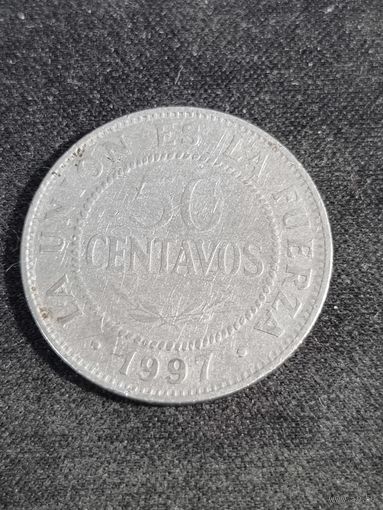 LA UNION ES LA FUERZA
50
CENTAVOS
1997